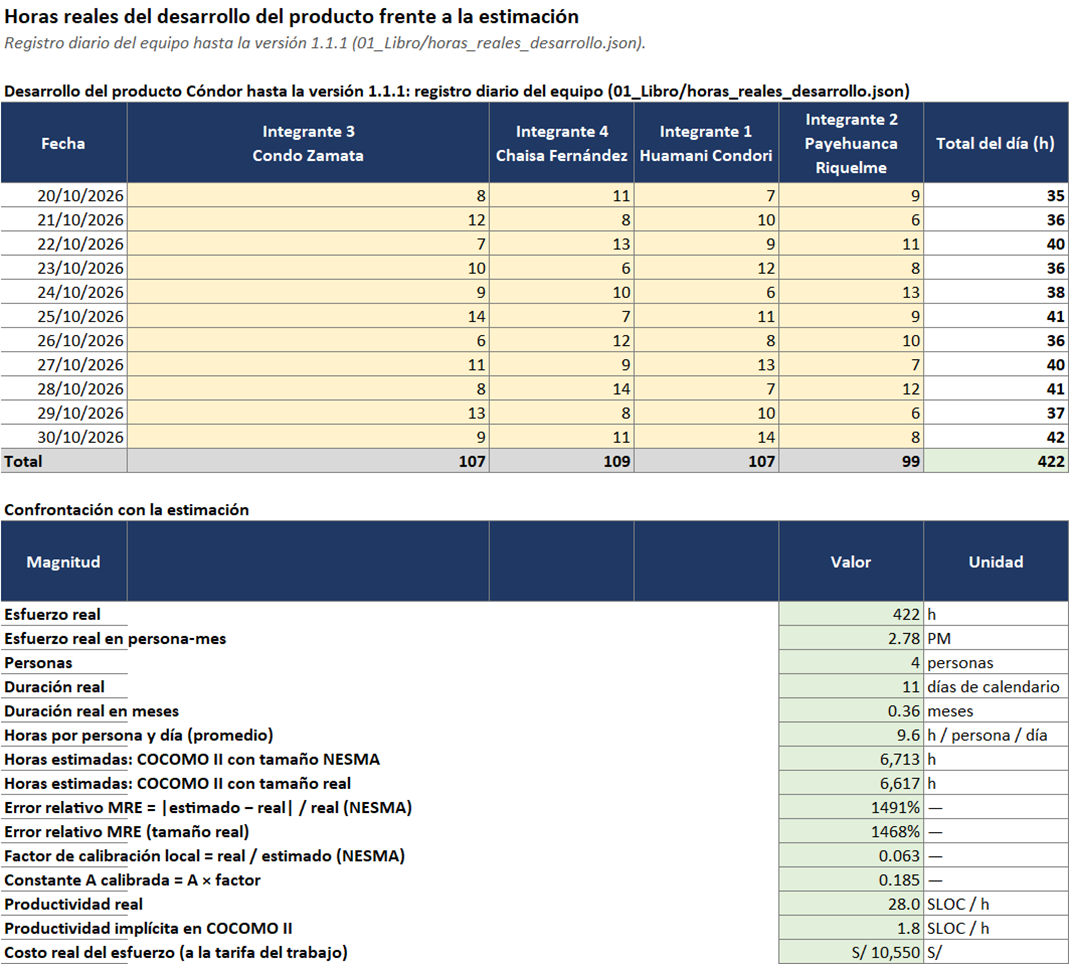 Horas reales del desarrollo del producto frente a la estimación
Registro diario del equipo hasta la versión 1.1.1 (01_Libro/horas_reales_desarrollo.json).
Desarrollo del producto Cóndor hasta la versión 1.1.1: registro diario del equipo (01_Libro/horas_reales_desarrollo.json)
Fecha Integrante 3 Condo Zamata Integrante 4 Chaisa Fernández Integrante 1 Huamani Condori Integrante 2 Payehuanca Riquelme Total del día (h)
20/10/2026 8 11 7 9 35
21/10/2026 12 8 10 6 36
22/10/2026 7 13 9 11 40
23/10/2026 10 6 12 8 36
24/10/2026 9 10 6 13 38
25/10/2026 14 7 11 9 41
26/10/2026 6 12 8 10 36
27/10/2026 11 9 13 7 40
28/10/2026 8 14 7 12 41
29/10/2026 13 8 10 6 37
30/10/2026 9 11 14 8 42
Total 107 109 107 99 422
Confrontación con la estimación
Magnitud Valor Unidad
Esfuerzo real 422 h
Esfuerzo real en persona-mes 2.78 PM
Personas 4 personas
Duración real 11 días de calendario
Duración real en meses 0.36 meses
Horas por persona y día (promedio) 9.6 h / persona / día
Horas estimadas: COCOMO II con tamaño NESMA 6,713 h
Horas estimadas: COCOMO II con tamaño real 6,617 h
Error relativo MRE = |estimado − real| / real (NESMA) 1491% —
Error relativo MRE (tamaño real) 1468% —
Factor de calibración local = real / estimado (NESMA) 0.063 —
Constante A calibrada = A × factor 0.185 —
Productividad real 28.0 SLOC / h
Productividad implícita en COCOMO II 1.8 SLOC / h
Costo real del esfuerzo (a la tarifa del trabajo) S/ 10,550 S/